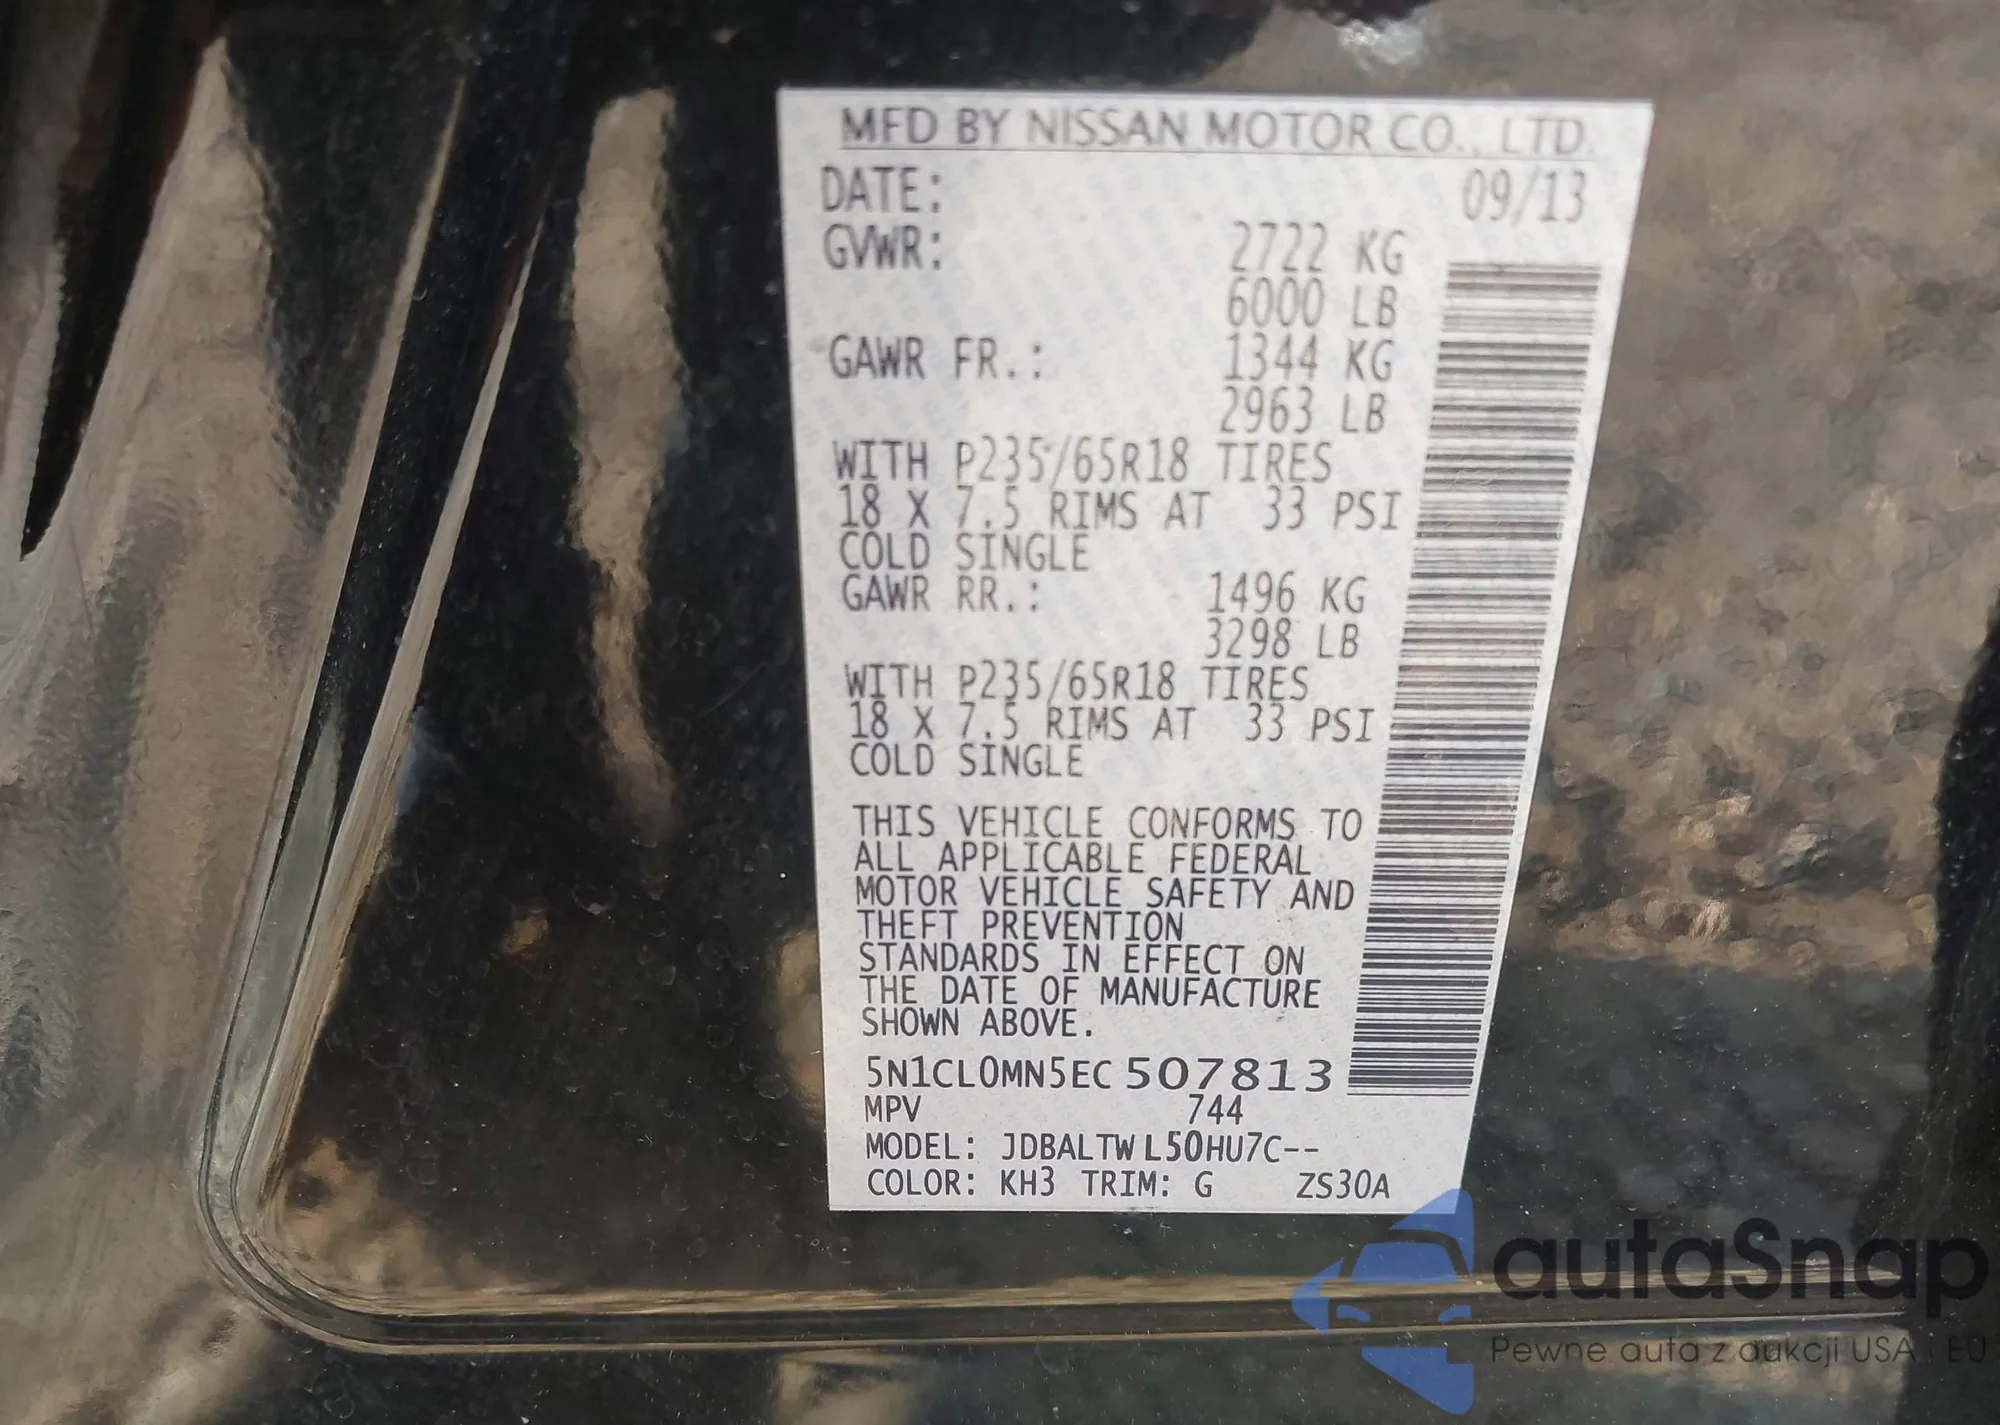 MFD BY NISSAN MOTOR CO., LTD.
DATE: 09/13
GVWR: 2722 KG
6000 LB
GAWR FR.: 1344 KG
2963 LB
WITH P235/65R18 TIRES
18 X 7.5 RIMS AT 33 PSI
COLD SINGLE
GAWR RR.: 1496 KG
3298 LB
WITH P235/65R18 TIRES
18 X 7.5 RIMS AT 33 PSI
COLD SINGLE
THIS VEHICLE CONFORMS TO
ALL APPLICABLE FEDERAL
MOTOR VEHICLE SAFETY AND
THEFT PREVENTION
STANDARDS IN EFFECT ON
THE DATE OF MANUFACTURE
SHOWN ABOVE.
5N1CL0MN5EC507813
MPV 744
MODEL: JDBALTWL50HU7C--
COLOR: KH3 TRIM: G ZS30A
autaSnap
Pewne auta z aukcji USA i EU